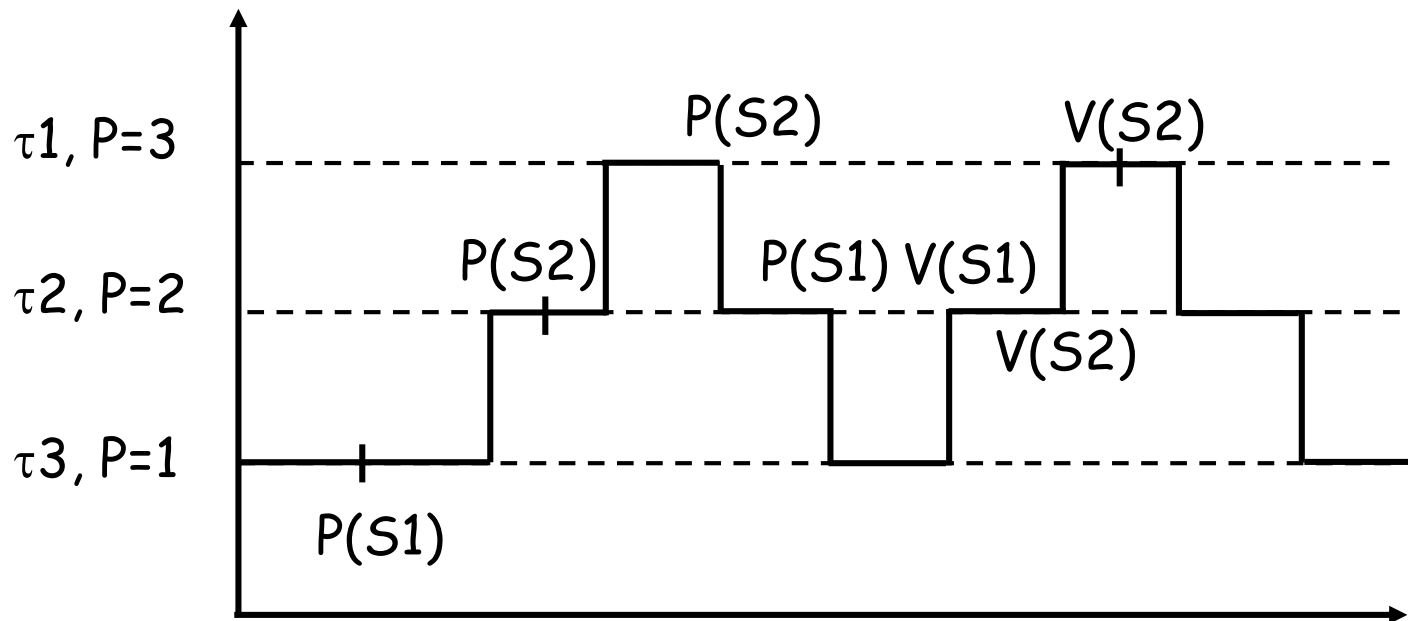 P(S2)
V(S2)
τ1, P=3
P(S2)
P(S1) V(S1)
τ2, P=2
V(S2)
τ3, P=1
P(S1)